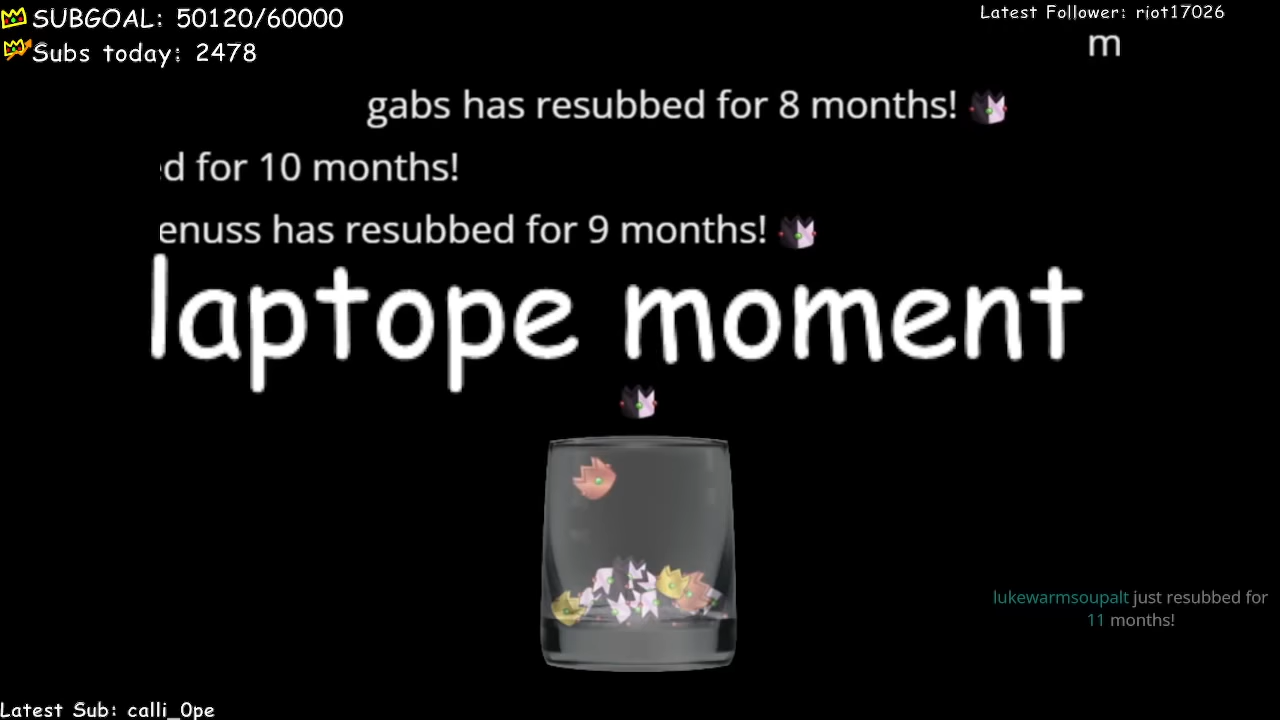 SUBGOAL: 50120/60000
Subs today: 2478
Latest Follower: riot17026
m
gabs has resubbed for 8 months!
d for 10 months!
enuss has resubbed for 9 months!
laptope moment
lukewarmsoupalt just resubbed for
11 months!
Latest Sub: calli_0pe